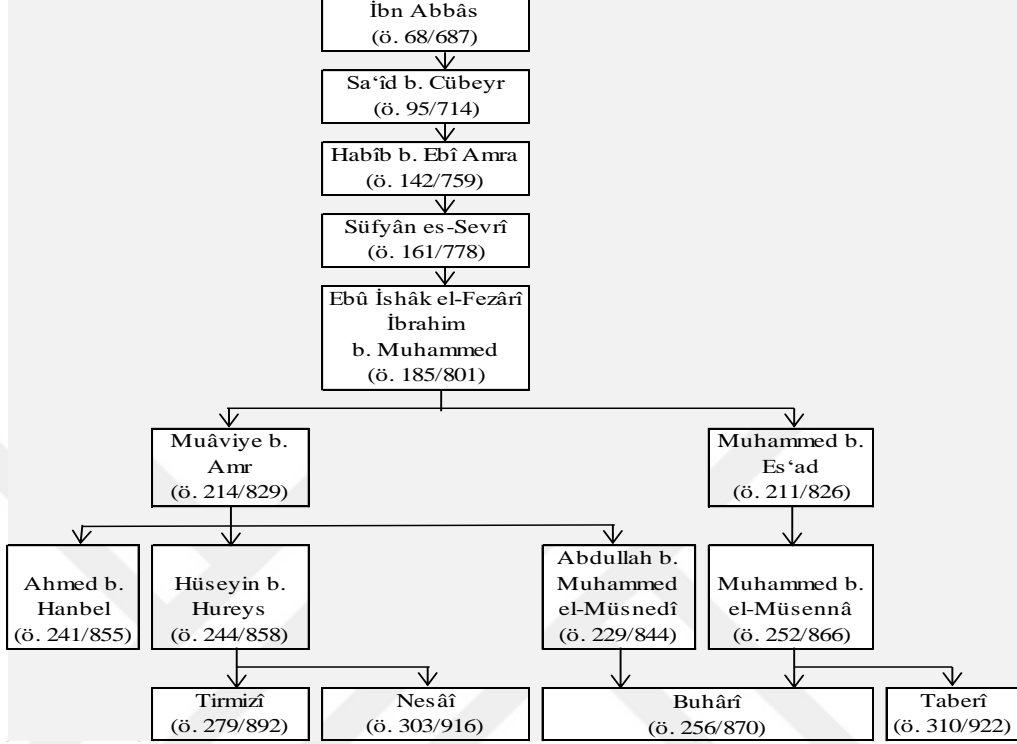 İbn Abbâs
(ö. 68/687)
Sa‘îd b. Cübeyr
(ö. 95/714)
Habîb b. Ebî Amra
(ö. 142/759)
Süfyân es-Sevrî
(ö. 161/778)
Ebû İshâk el-Fezârî
İbrahim
b. Muhammed
(ö. 185/801)
Muâviye b.
Amr
(ö. 214/829)
Muhammed b.
Es‘ad
(ö. 211/826)
Ahmed b.
Hanbel
(ö. 241/855)
Hüseyin b.
Hureys
(ö. 244/858)
Abdullah b.
Muhammed
el-Müsnedî
(ö. 229/844)
Muhammed b.
el-Müsennâ
(ö. 252/866)
Tirmizî
(ö. 279/892)
Nesâî
(ö. 303/916)
Buhârî
(ö. 256/870)
Taberî
(ö. 310/922)